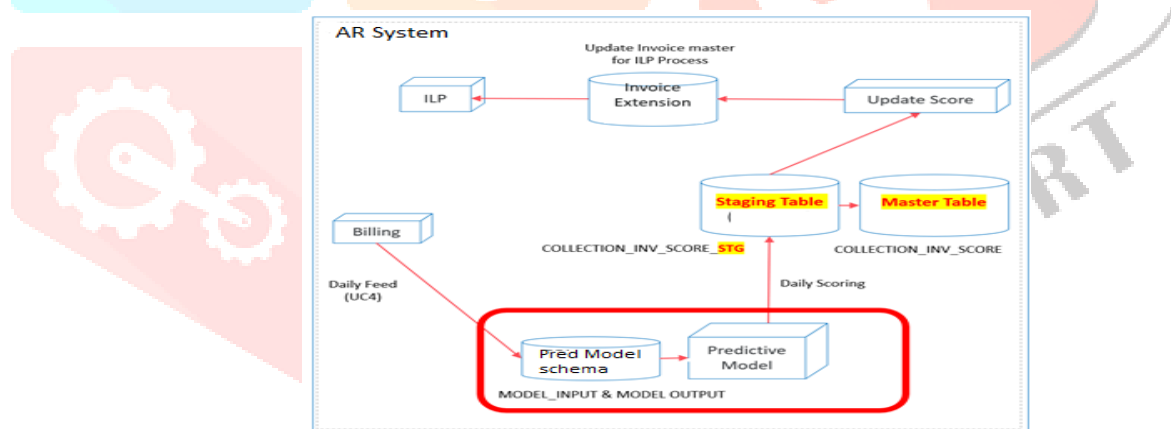 AR System
Update Invoice master
for ILP Process
ILP
Invoice
Extension
Update Score
Staging Table
(
Master Table
COLLECTION_INV_SCORE_STG
COLLECTION_INV_SCORE
Billing
Daily Feed
(UC4)
Daily Scoring
Pred Model
schema
Predictive
Model
MODEL_INPUT & MODEL OUTPUT